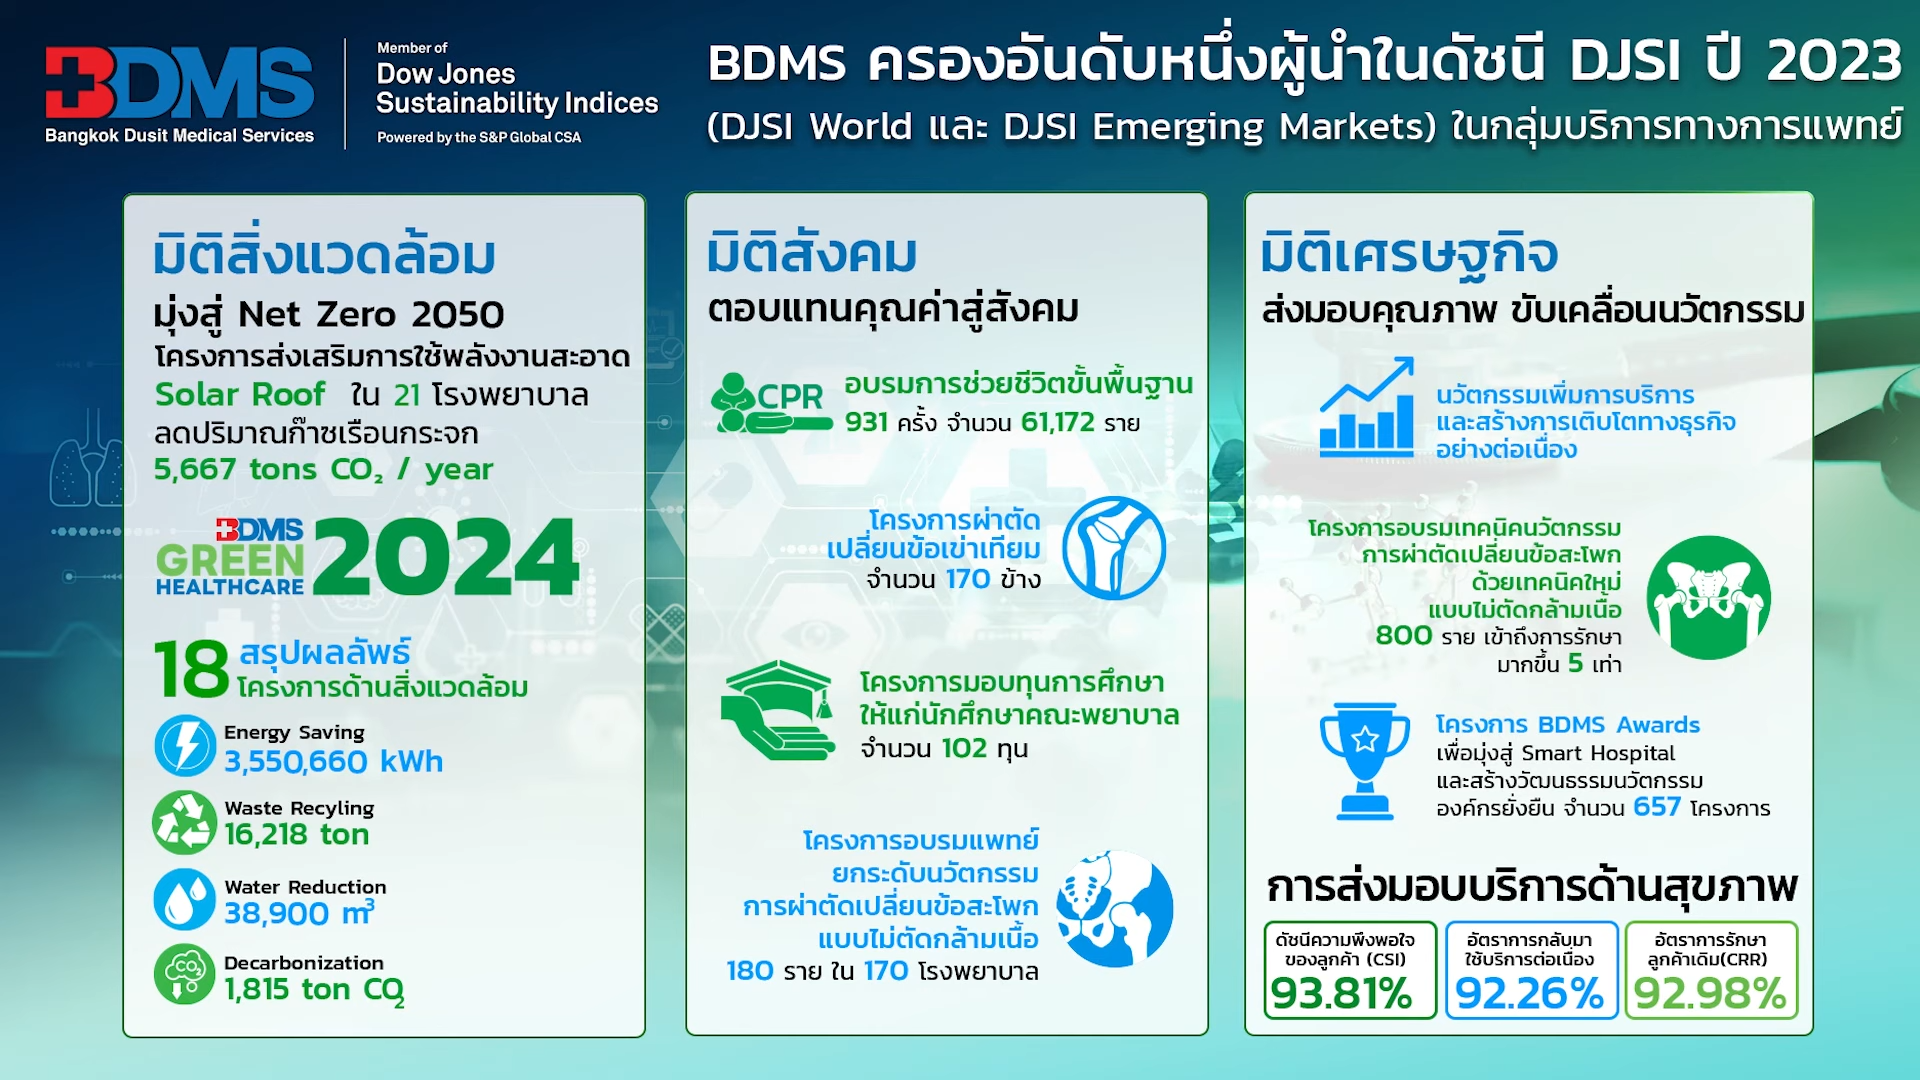 BDMS
Bangkok Dusit Medical Services
Member of
Dow Jones
Sustainability Indices
Powered by the S&P Global CSA
BDMS ครองอันดับหนึ่งผู้นำในดัชนี DJSI ปี 2023
(DJSI World และ DJSI Emerging Markets) ในกลุ่มบริการทางการแพทย์
มิติสิ่งแวดล้อม
มุ่งสู่ Net Zero 2050
โครงการส่งเสริมการใช้พลังงานสะอาด
Solar Roof ใน 21 โรงพยาบาล
ลดปริมาณก๊าซเรือนกระจก
5,667 tons CO₂ / year
BDMS
GREEN
HEALTHCARE
2024
18 สรุปผลลัพธ์
โครงการด้านสิ่งแวดล้อม
Energy Saving
3,550,660 kWh
Waste Recyling
16,218 ton
Water Reduction
38,900 m³
CO₂
Decarbonization
1,815 ton CO₂
มิติสังคม
ตอบแทนคุณค่าสู่สังคม
CPR
อบรมการช่วยชีวิตขั้นพื้นฐาน
931 ครั้ง จำนวน 61,172 ราย
โครงการผ่าตัด
เปลี่ยนข้อเข่าเทียม
จำนวน 170 ข้าง
โครงการมอบทุนการศึกษา
ให้แก่นักศึกษาคณะพยาบาล
จำนวน 102 ทุน
โครงการอบรมแพทย์
ยกระดับนวัตกรรม
การผ่าตัดเปลี่ยนข้อสะโพก
แบบไม่ตัดกล้ามเนื้อ
180 ราย ใน 170 โรงพยาบาล
มิติเศรษฐกิจ
ส่งมอบคุณภาพ ขับเคลื่อนนวัตกรรม
นวัตกรรมเพิ่มการบริการ
และสร้างการเติบโตทางธุรกิจ
อย่างต่อเนื่อง
โครงการอบรมเทคนิคนวัตกรรม
การผ่าตัดเปลี่ยนข้อสะโพก
ด้วยเทคนิคใหม่
แบบไม่ตัดกล้ามเนื้อ
800 ราย เข้าถึงการรักษา
มากขึ้น 5 เท่า
โครงการ BDMS Awards
เพื่อมุ่งสู่ Smart Hospital
และสร้างวัฒนธรรมนวัตกรรม
องค์กรยั่งยืน จำนวน 657 โครงการ
การส่งมอบบริการด้านสุขภาพ
ดัชนีความพึงพอใจ
ของลูกค้า (CSI)
93.81%
อัตราการกลับมา
ใช้บริการต่อเนื่อง
92.26%
อัตราการรักษา
ลูกค้าเดิม(CRR)
92.98%